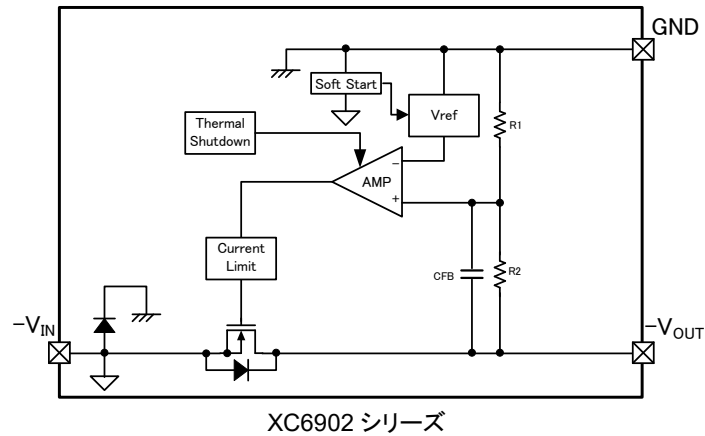 GND
Soft Start
Vref
R1
Thermal
Shutdown
−
AMP
+
Current
Limit
CFB
R2
−VIN
−VOUT
XC6902 シリーズ